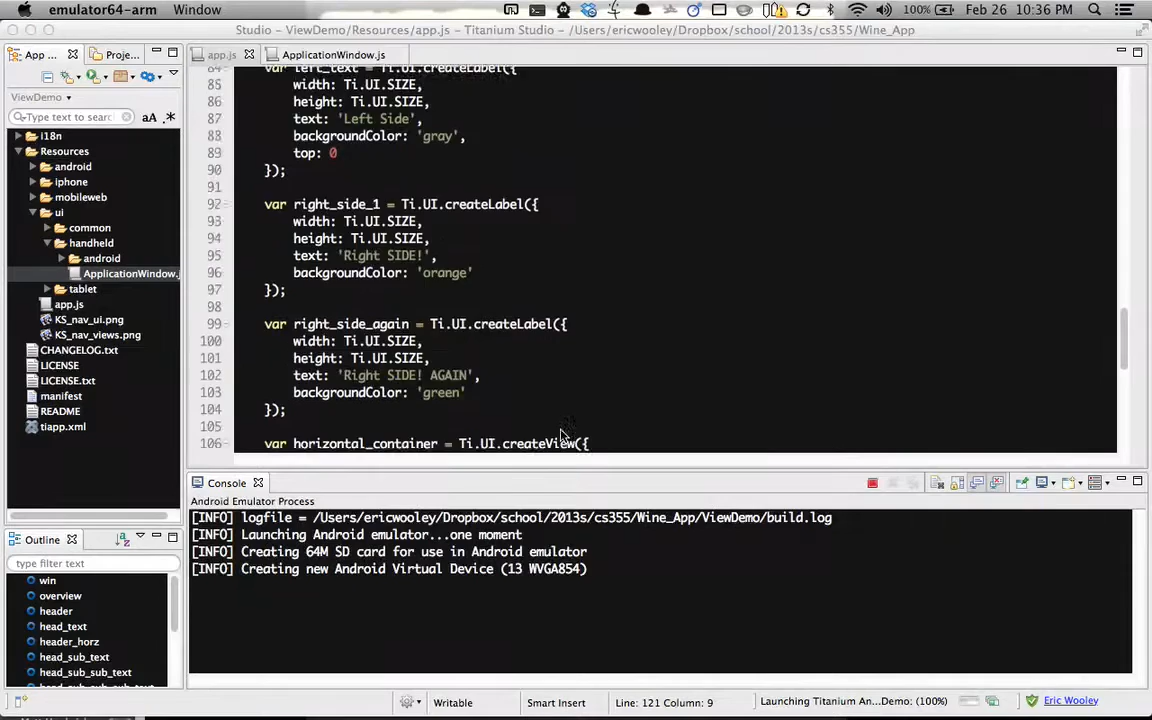 emulator64-arm Window 100% Feb 26 10:36 PM
Studio - ViewDemo/Resources/app.js - Titanium Studio - /Users/ericwooley/Dropbox/school/2013s/cs355/Wine_App
App ... Proje...
ViewDemo
Type text to searc aA .*
i18n
Resources
android
iphone
mobileweb
ui
common
handheld
android
ApplicationWindow.j
tablet
app.js
KS_nav_ui.png
KS_nav_views.png
CHANGELOG.txt
LICENSE
LICENSE.txt
manifest
README
tiapp.xml
Outline
type filter text
win
overview
header
head_text
header_horz
head_sub_text
head_sub_sub_text
app.js ApplicationWindow.js
84 var left_text = Ti.UI.createLabel({
85 width: Ti.UI.SIZE,
86 height: Ti.UI.SIZE,
87 text: 'Left Side',
88 backgroundColor: 'gray',
89 top: 0
90 });
91
92 var right_side_1 = Ti.UI.createLabel({
93 width: Ti.UI.SIZE,
94 height: Ti.UI.SIZE,
95 text: 'Right SIDE!',
96 backgroundColor: 'orange'
97 });
98
99 var right_side_again = Ti.UI.createLabel({
100 width: Ti.UI.SIZE,
101 height: Ti.UI.SIZE,
102 text: 'Right SIDE! AGAIN',
103 backgroundColor: 'green'
104 });
105
106 var horizontal_container = Ti.UI.createView({
Console
Android Emulator Process
[INFO] logfile = /Users/ericwooley/Dropbox/school/2013s/cs355/Wine_App/ViewDemo/build.log
[INFO] Launching Android emulator...one moment
[INFO] Creating 64M SD card for use in Android emulator
[INFO] Creating new Android Virtual Device (13 WVGA854)
Writable Smart Insert Line: 121 Column: 9 Launching Titanium An...Demo: (100%) Eric Wooley